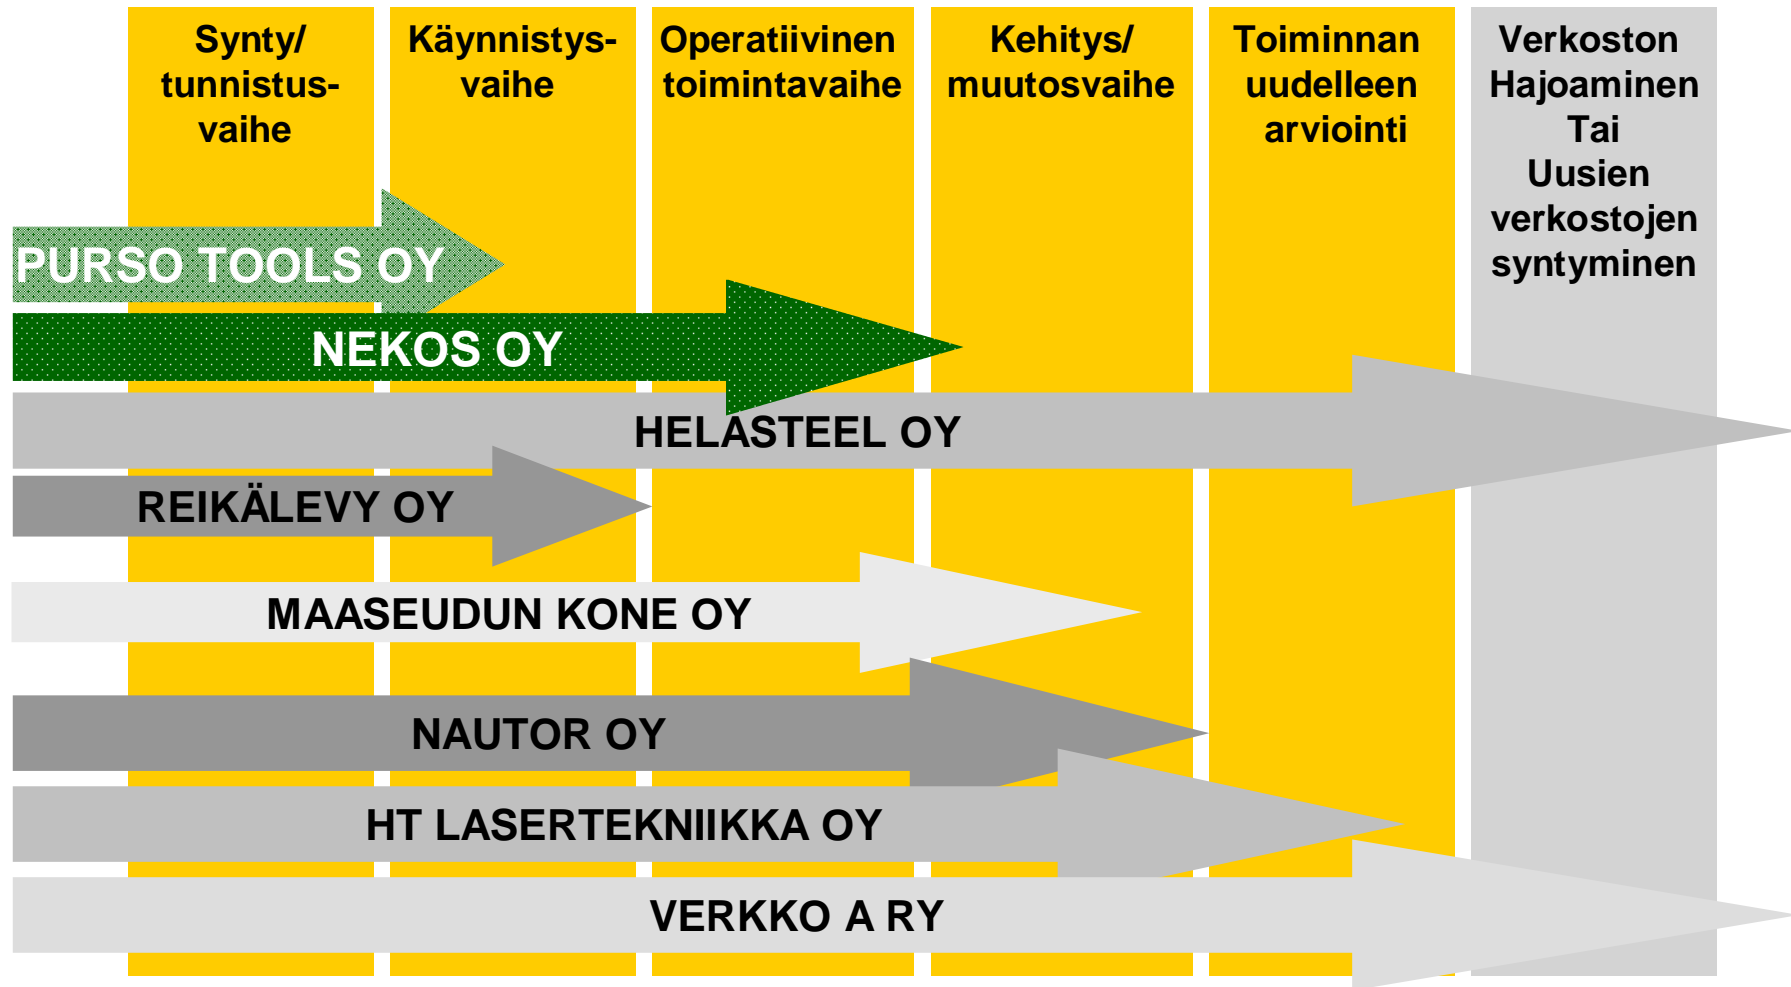 Synty/
tunnistus-
vaihe
Käynnistys-
vaihe
Operatiivinen
toimintavaihe
Kehitys/
muutosvaihe
Toiminnan
uudelleen
arviointi
Verkoston
Hajoaminen
Tai
Uusien
verkostojen
syntyminen
PURSO TOOLS OY
NEKOS OY
HELASTEEL OY
REIKÄLEVY OY
MAASEUDUN KONE OY
NAUTOR OY
HT LASERTEKNIIKKA OY
VERKKO A RY